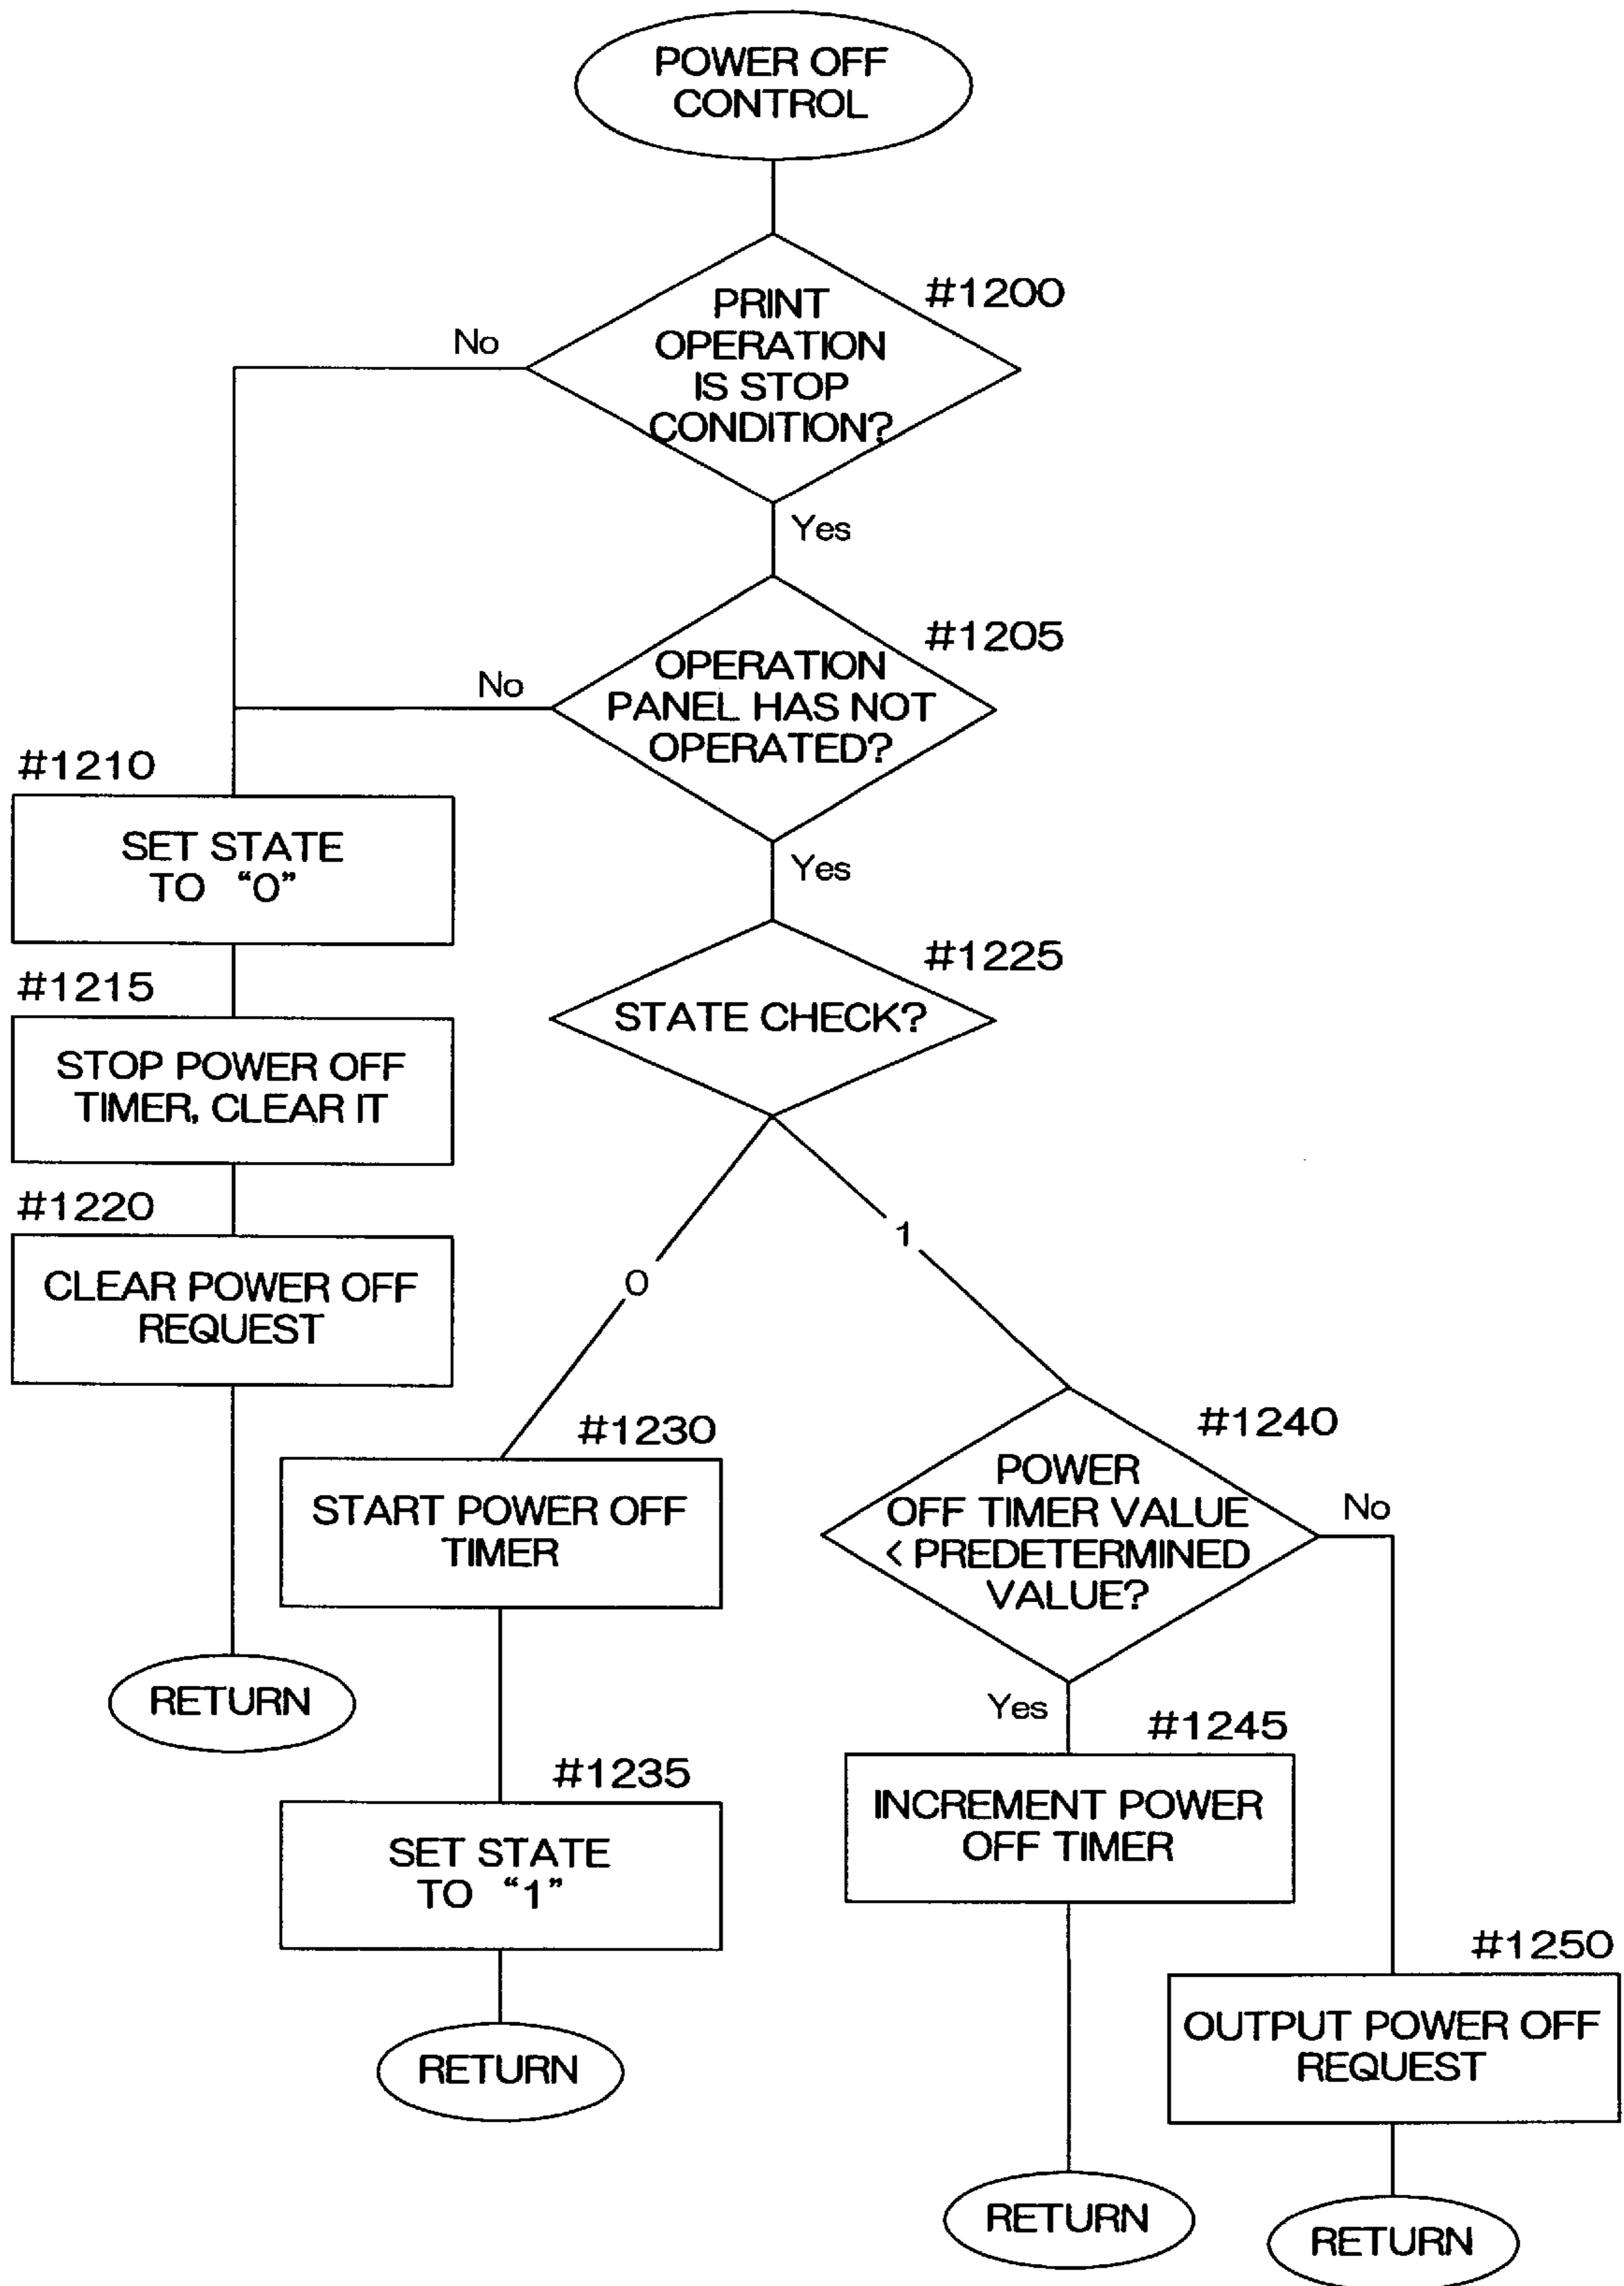 POWER OFF
CONTROL
#1200
PRINT
OPERATION
IS STOP
CONDITION?
No
Yes
#1205
OPERATION
PANEL HAS NOT
OPERATED?
No
Yes
#1210
SET STATE
TO “0”
#1215
STOP POWER OFF
TIMER, CLEAR IT
#1220
CLEAR POWER OFF
REQUEST
RETURN
#1225
STATE CHECK?
0
1
#1230
START POWER OFF
TIMER
#1235
SET STATE
TO “1”
RETURN
#1240
POWER
OFF TIMER VALUE
< PREDETERMINED
VALUE?
No
Yes
#1245
INCREMENT POWER
OFF TIMER
RETURN
#1250
OUTPUT POWER OFF
REQUEST
RETURN